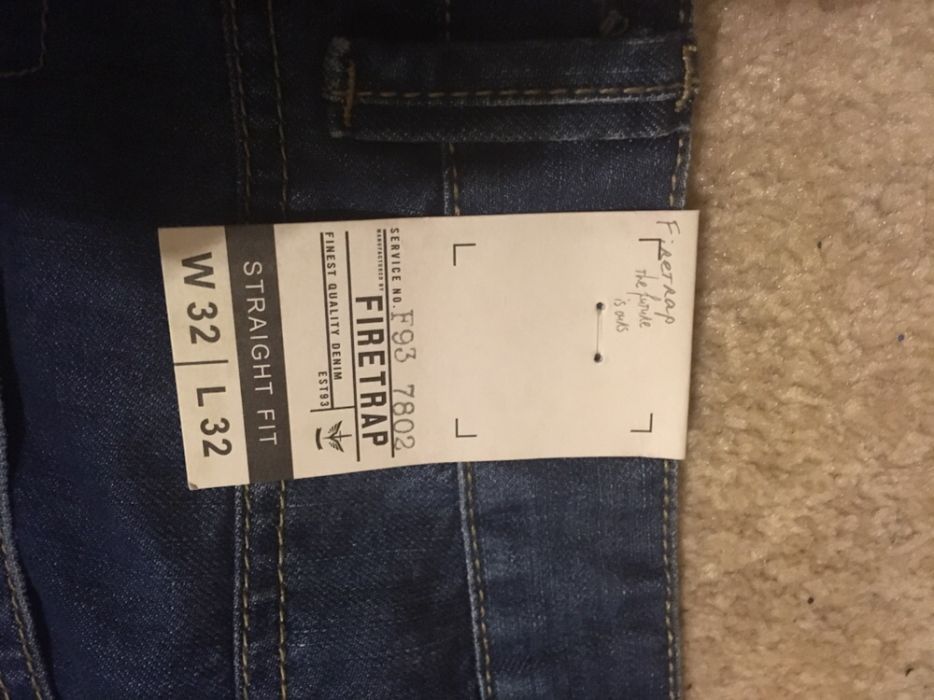 Firetrap
the future
is ours
SERVICE NO. F93 7802
MANUFACTURED BY
FIRETRAP
FINEST QUALITY DENIM EST93
STRAIGHT FIT
W 32 | L 32